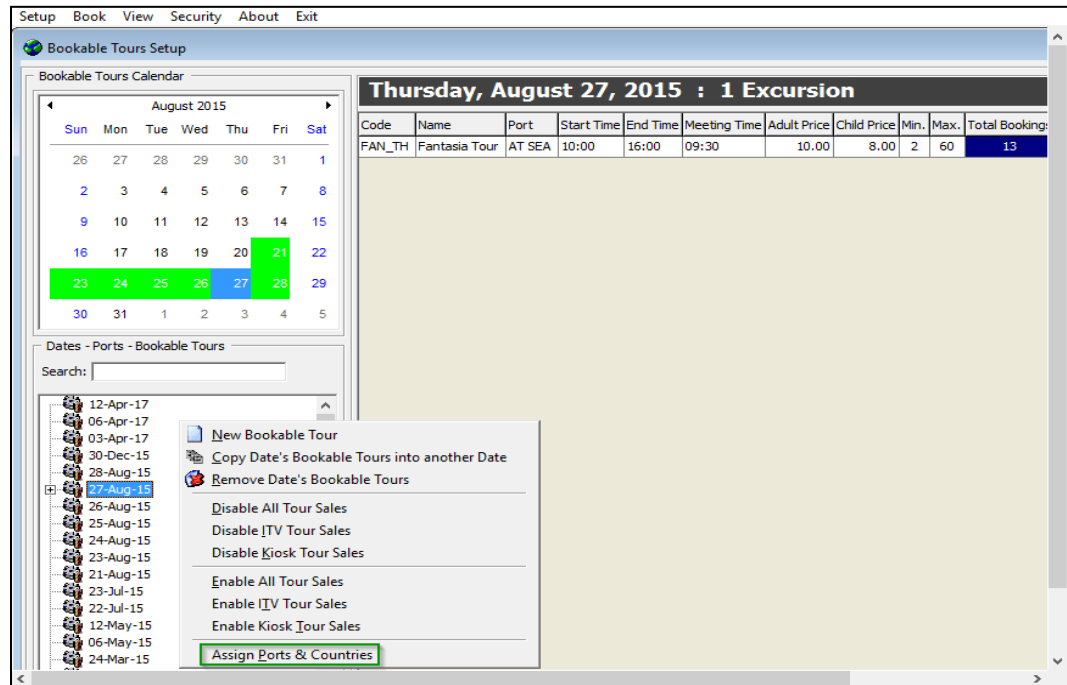 Setup Book View Security About Exit
Bookable Tours Setup
Bookable Tours Calendar
August 2015
Sun Mon Tue Wed Thu Fri Sat
26 27 28 29 30 31 1
2 3 4 5 6 7 8
9 10 11 12 13 14 15
16 17 18 19 20 21 22
23 24 25 26 27 28 29
30 31 1 2 3 4 5
Thursday, August 27, 2015 : 1 Excursion
Code Name Port Start Time End Time Meeting Time Adult Price Child Price Min. Max. Total Bookings
FAN_TH Fantasia Tour AT SEA 10:00 16:00 09:30 10.00 8.00 2 60 13
Dates - Ports - Bookable Tours
Search:
12-Apr-17
06-Apr-17
03-Apr-17
30-Dec-15
28-Aug-15
27-Aug-15
26-Aug-15
25-Aug-15
24-Aug-15
23-Aug-15
21-Aug-15
23-Jul-15
22-Jul-15
12-May-15
06-May-15
24-Mar-15
New Bookable Tour
Copy Date's Bookable Tours into another Date
Remove Date's Bookable Tours
Disable All Tour Sales
Disable ITV Tour Sales
Disable Kiosk Tour Sales
Enable All Tour Sales
Enable ITV Tour Sales
Enable Kiosk Tour Sales
Assign Ports & Countries